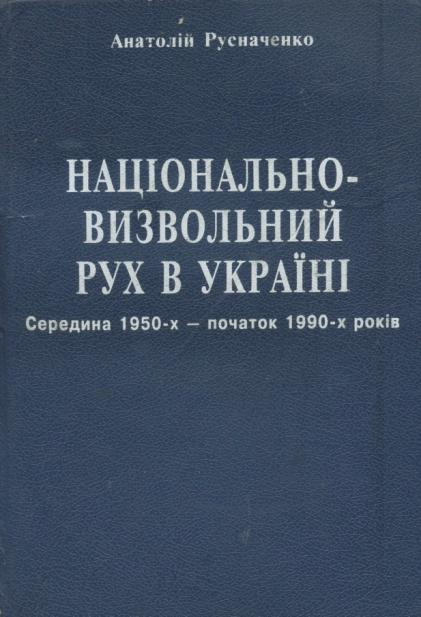 Анатолій Русначенко
НАЦІОНАЛЬНО-
ВИЗВОЛЬНИЙ
РУХ В УКРАЇНІ
Середина 1950-х — початок 1990-х років